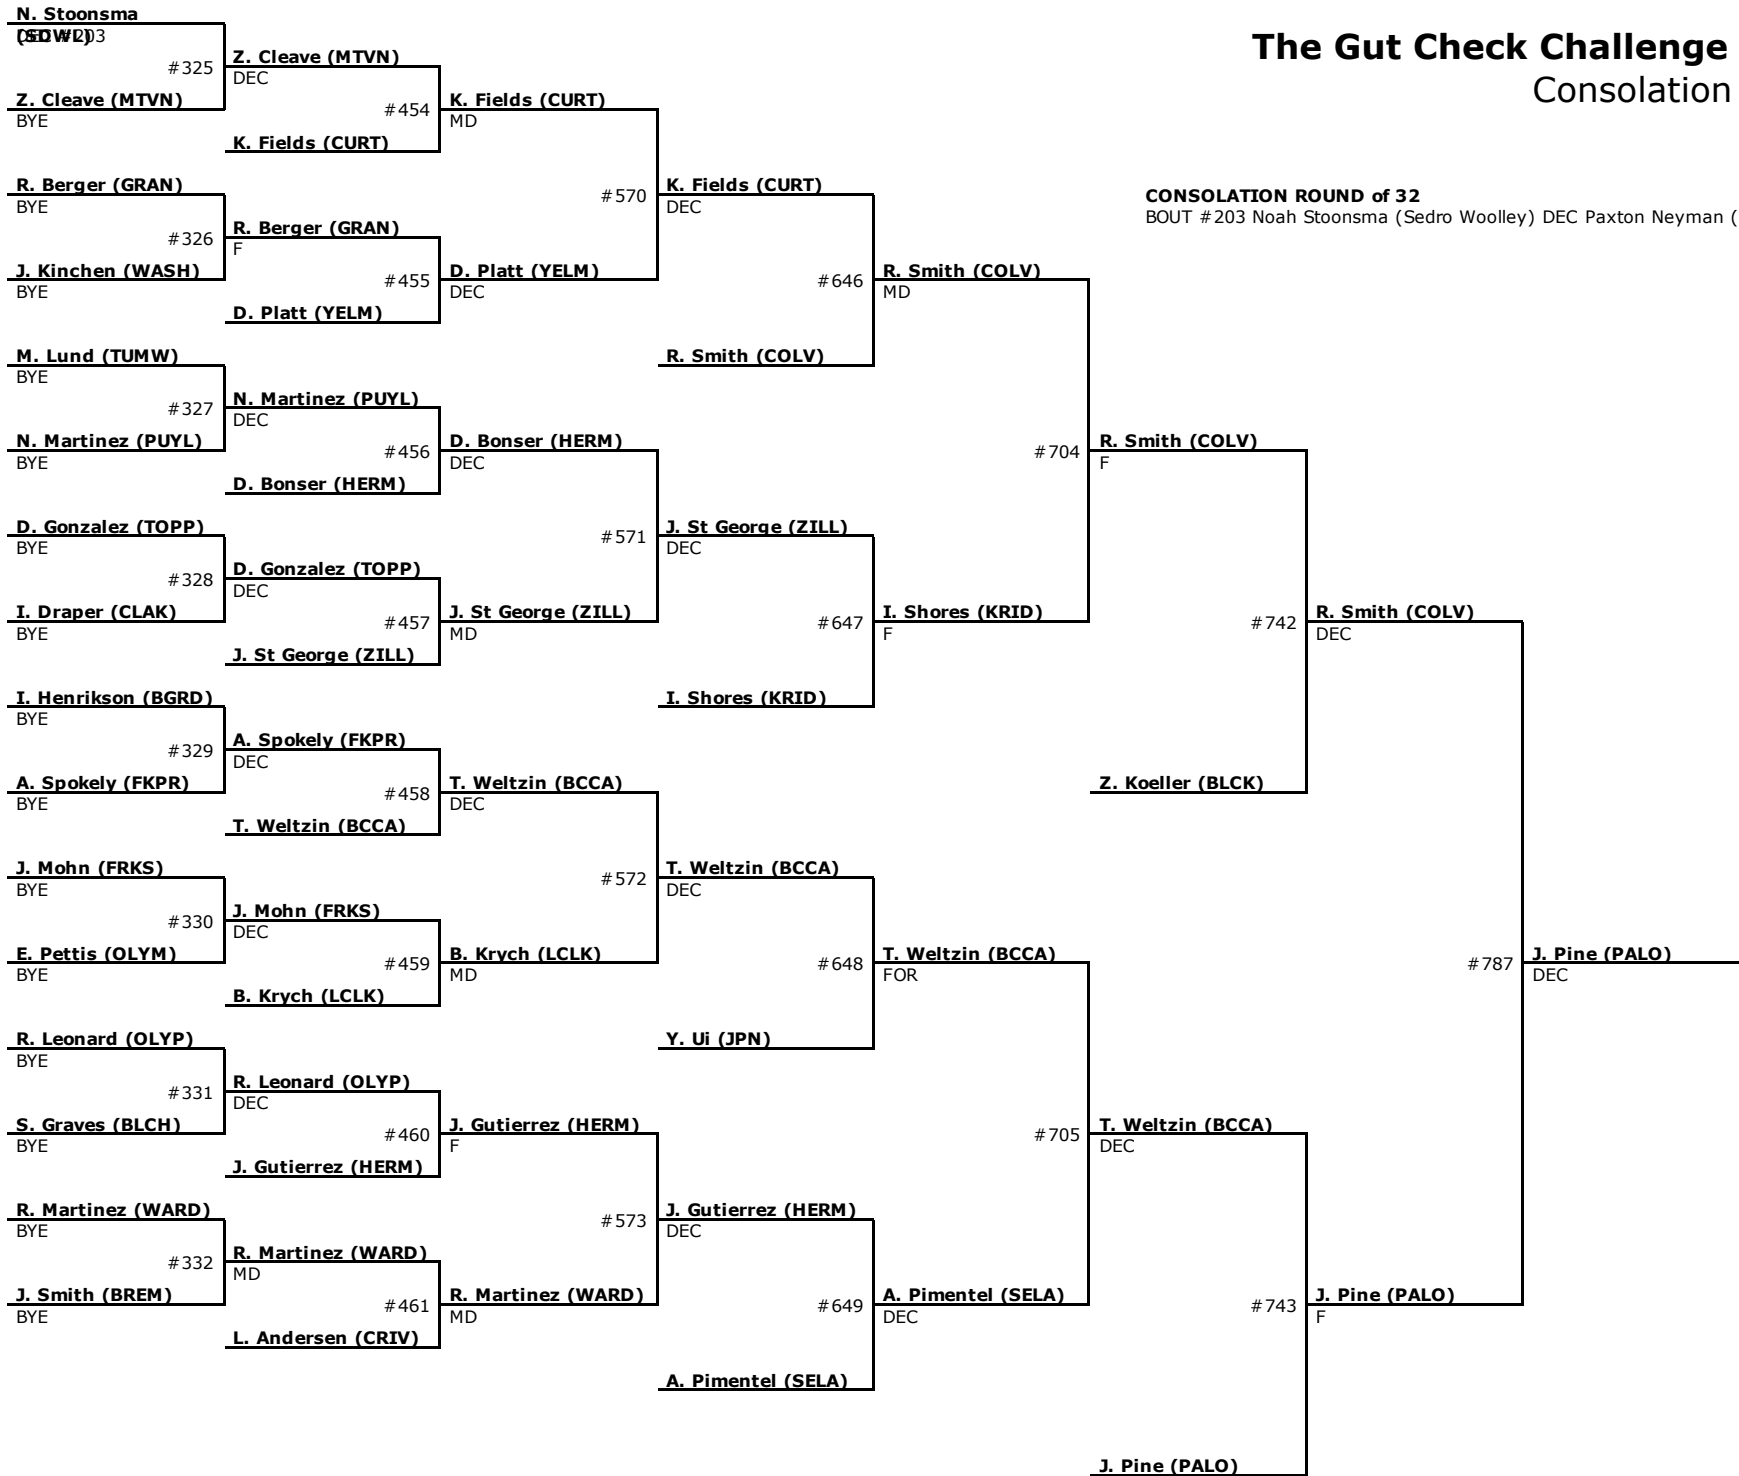 The Gut Check Challenge
Consolation
CONSOLATION ROUND of 32
BOUT #203 Noah Stoonsma (Sedro Woolley) DEC Paxton Neyman (
N. Stoonsma
(SDWL)
DEC #203
#325
Z. Cleave (MTVN)
BYE
R. Berger (GRAN)
BYE
#326
J. Kinchen (WASH)
BYE
M. Lund (TUMW)
BYE
#327
N. Martinez (PUYL)
BYE
D. Gonzalez (TOPP)
BYE
#328
I. Draper (CLAK)
BYE
I. Henrikson (BGRD)
BYE
#329
A. Spokely (FKPR)
BYE
J. Mohn (FRKS)
BYE
#330
E. Pettis (OLYM)
BYE
R. Leonard (OLYP)
BYE
#331
S. Graves (BLCH)
BYE
R. Martinez (WARD)
BYE
#332
J. Smith (BREM)
BYE
Z. Cleave (MTVN)
DEC
#454
K. Fields (CURT)
R. Berger (GRAN)
F
#455
D. Platt (YELM)
N. Martinez (PUYL)
DEC
#456
D. Bonser (HERM)
D. Gonzalez (TOPP)
DEC
#457
J. St George (ZILL)
A. Spokely (FKPR)
DEC
#458
T. Weltzin (BCCA)
J. Mohn (FRKS)
DEC
#459
B. Krych (LCLK)
R. Leonard (OLYP)
DEC
#460
J. Gutierrez (HERM)
R. Martinez (WARD)
MD
#461
L. Andersen (CRIV)
K. Fields (CURT)
MD
#570
D. Platt (YELM)
DEC
D. Bonser (HERM)
DEC
#571
J. St George (ZILL)
MD
T. Weltzin (BCCA)
DEC
#572
B. Krych (LCLK)
MD
J. Gutierrez (HERM)
F
#573
R. Martinez (WARD)
MD
K. Fields (CURT)
DEC
#646
R. Smith (COLV)
J. St George (ZILL)
DEC
#647
I. Shores (KRID)
T. Weltzin (BCCA)
DEC
#648
Y. Ui (JPN)
J. Gutierrez (HERM)
DEC
#649
A. Pimentel (SELA)
R. Smith (COLV)
MD
#704
I. Shores (KRID)
F
T. Weltzin (BCCA)
FOR
#705
A. Pimentel (SELA)
DEC
R. Smith (COLV)
F
#742
Z. Koeller (BLCK)
T. Weltzin (BCCA)
DEC
#743
J. Pine (PALO)
R. Smith (COLV)
DEC
#787
J. Pine (PALO)
F
J. Pine (PALO)
DEC